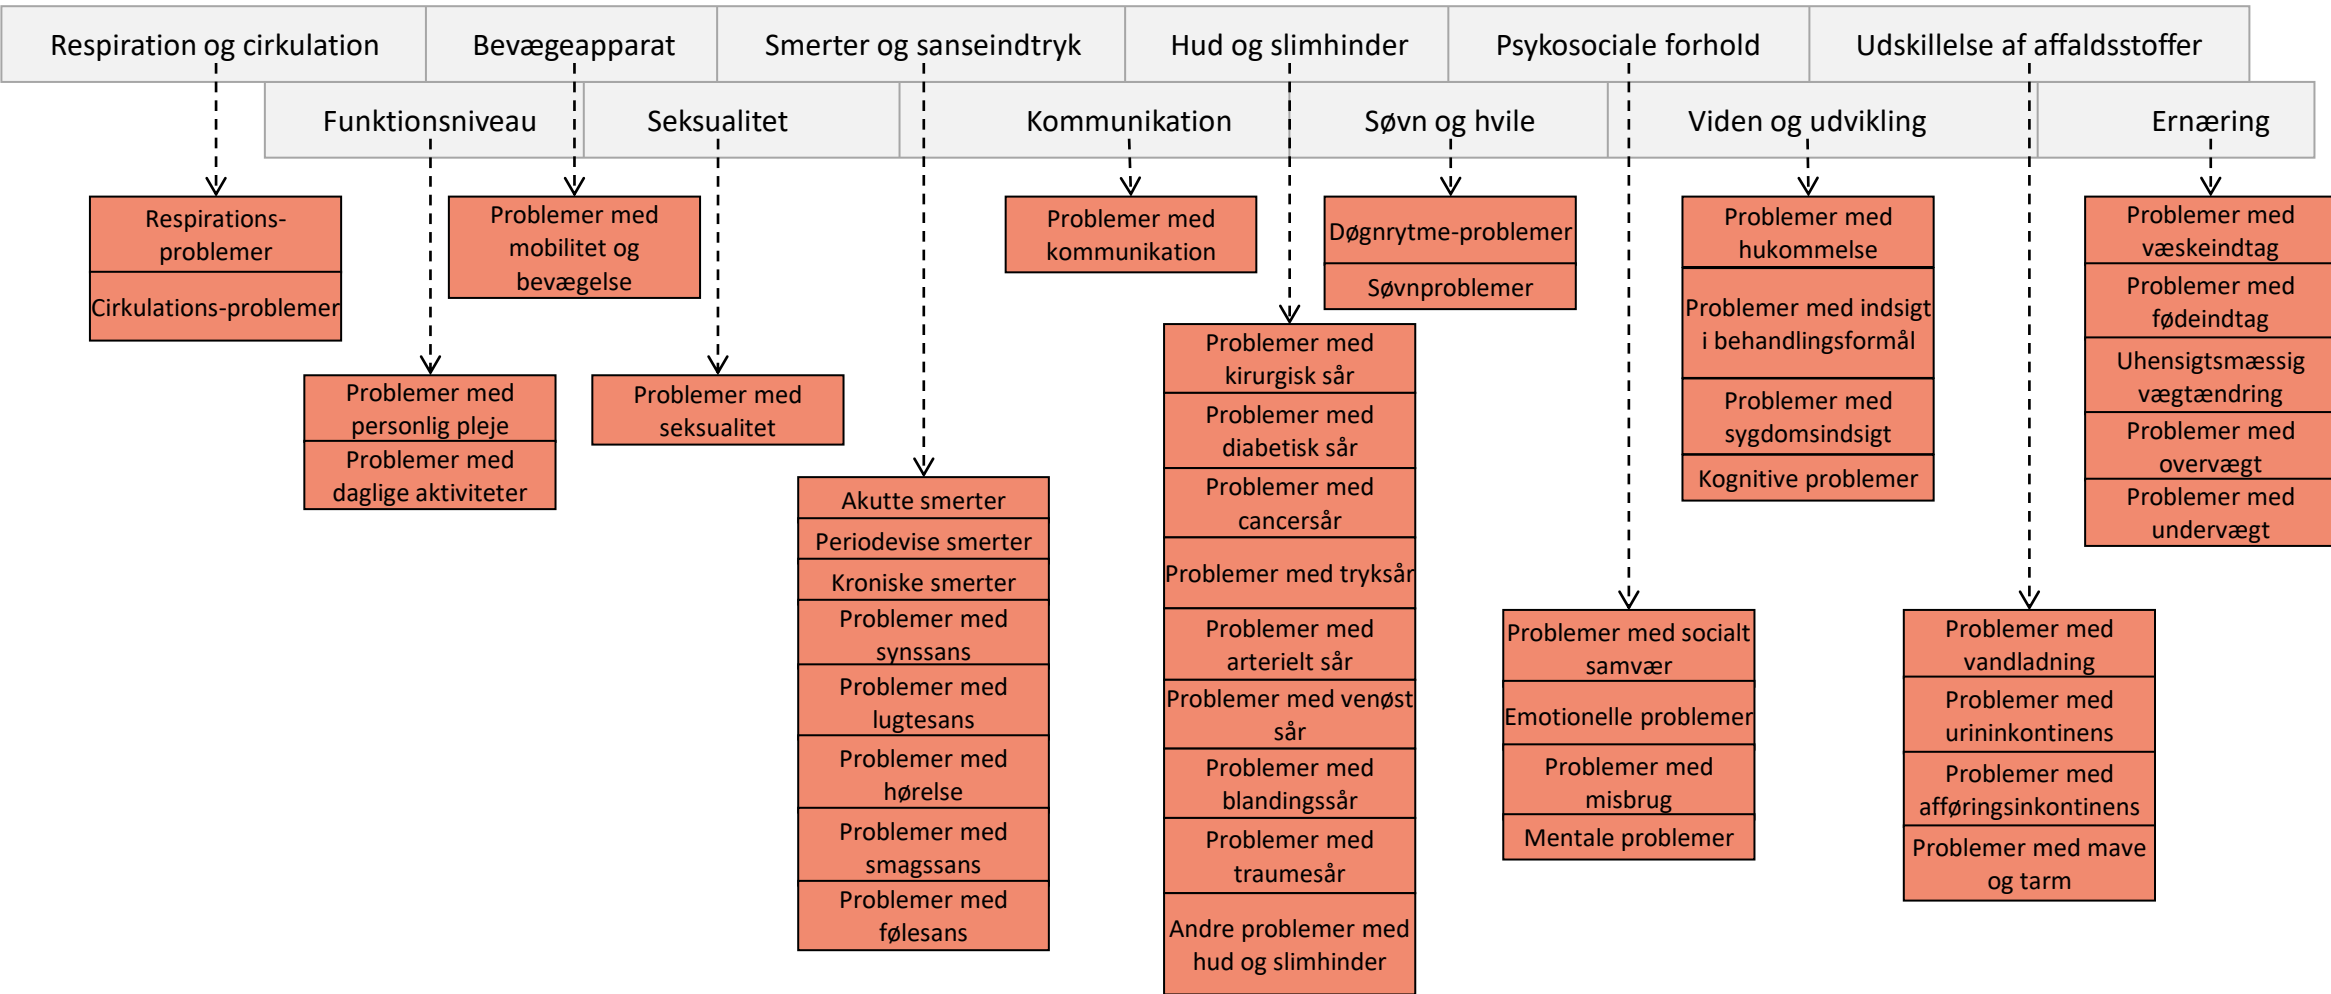 Respiration og cirkulation
Bevægeapparat
Smerter og sanseindtryk
Hud og slimhinder
Psykosociale forhold
Udskillelse af affaldsstoffer
Funktionsniveau
Seksualitet
Kommunikation
Søvn og hvile
Viden og udvikling
Ernæring
Respirations-
problemer
Cirkulations-problemer
Problemer med
personlig pleje
Problemer med
daglige aktiviteter
Problemer med
mobilitet og
bevægelse
Problemer med
seksualitet
Akutte smerter
Periodevise smerter
Kroniske smerter
Problemer med
synssans
Problemer med
lugtesans
Problemer med
hørelse
Problemer med
smagssans
Problemer med
følesans
Problemer med
kommunikation
Problemer med
kirurgisk sår
Problemer med
diabetisk sår
Problemer med
cancersår
Problemer med tryksår
Problemer med
arterielt sår
Problemer med venøst
sår
Problemer med
blandingssår
Problemer med
traumesår
Andre problemer med
hud og slimhinder
Døgnrytme-problemer
Søvnproblemer
Problemer med socialt
samvær
Emotionelle problemer
Problemer med
misbrug
Mentale problemer
Problemer med
hukommelse
Problemer med indsigt
i behandlingsformål
Problemer med
sygdomsindsigt
Kognitive problemer
Problemer med
vandladning
Problemer med
urininkontinens
Problemer med
afføringsinkontinens
Problemer med mave
og tarm
Problemer med
væskeindtag
Problemer med
fødeindtag
Uhensigtsmæssig
vægtændring
Problemer med
overvægt
Problemer med
undervægt